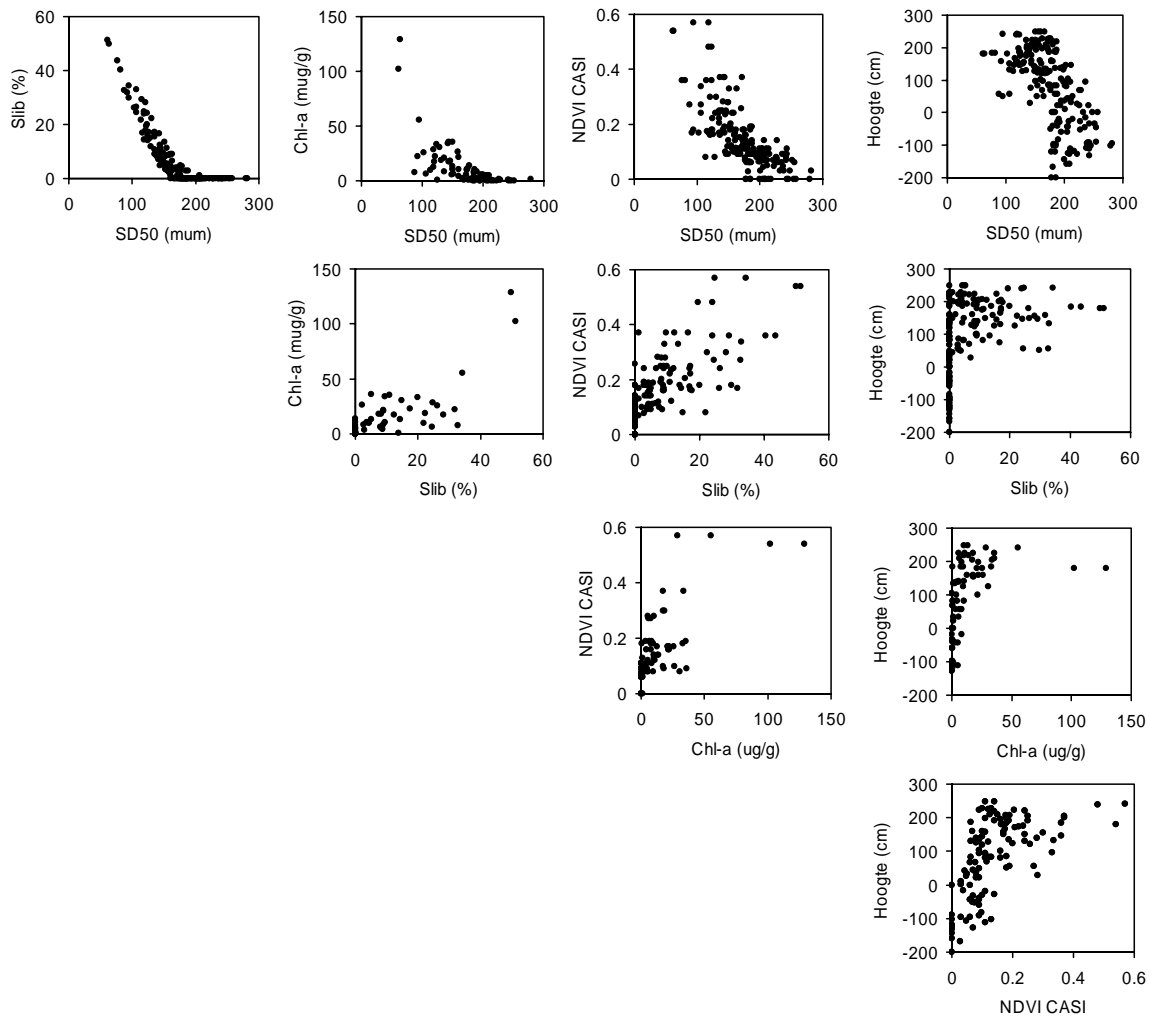 60
40
20
0
0 100 200 300
Slib (%)
SD50 (mum)
150
100
50
0
0 100 200 300
Chl-a (mug/g)
SD50 (mum)
0.6
0.4
0.2
0
0 100 200 300
NDVI CASI
SD50 (mum)
300
200
100
0
-100
-200
0 100 200 300
Hoogte (cm)
SD50 (mum)
150
100
50
0
0 20 40 60
Chl-a (mug/g)
Slib (%)
0.6
0.4
0.2
0
0 20 40 60
NDVI CASI
Slib (%)
300
200
100
0
-100
-200
0 20 40 60
Hoogte (cm)
Slib (%)
0.6
0.4
0.2
0
0 50 100 150
NDVI CASI
Chl-a (ug/g)
300
200
100
0
-100
-200
0 50 100 150
Hoogte (cm)
Chl-a (ug/g)
300
200
100
0
-100
-200
0 0.2 0.4 0.6
Hoogte (cm)
NDVI CASI